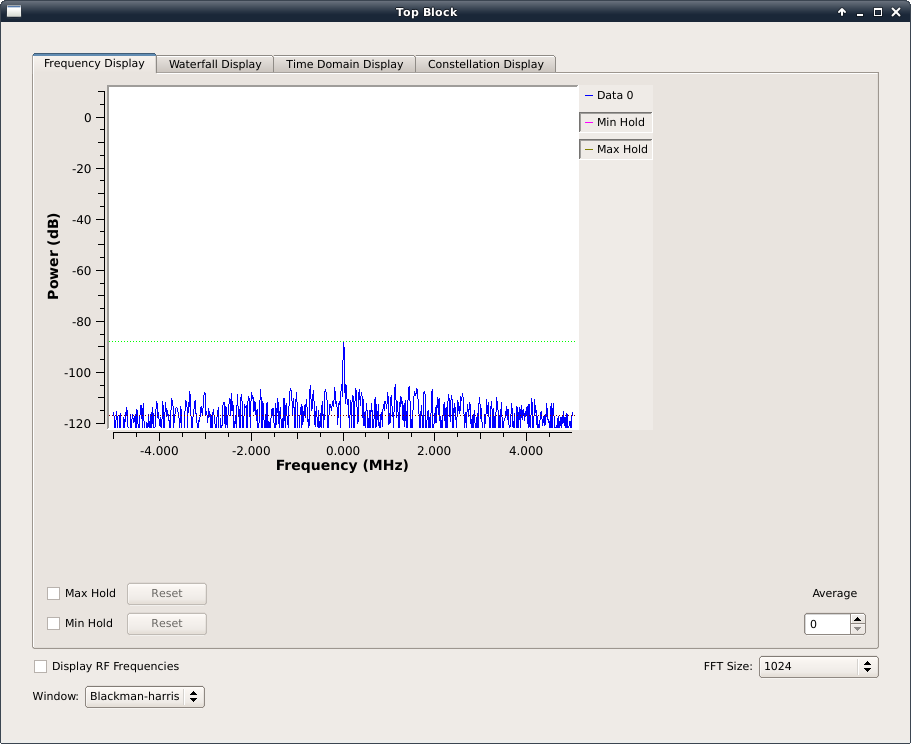 Top Block
Frequency Display Waterfall Display Time Domain Display Constellation Display
Data 0
Min Hold
Max Hold
0
-20
-40
-60
-80
-100
-120
Power (dB)
-4.000 -2.000 0.000 2.000 4.000
Frequency (MHz)
Max Hold Reset Average
Min Hold Reset 0
Display RF Frequencies FFT Size: 1024
Window: Blackman-harris